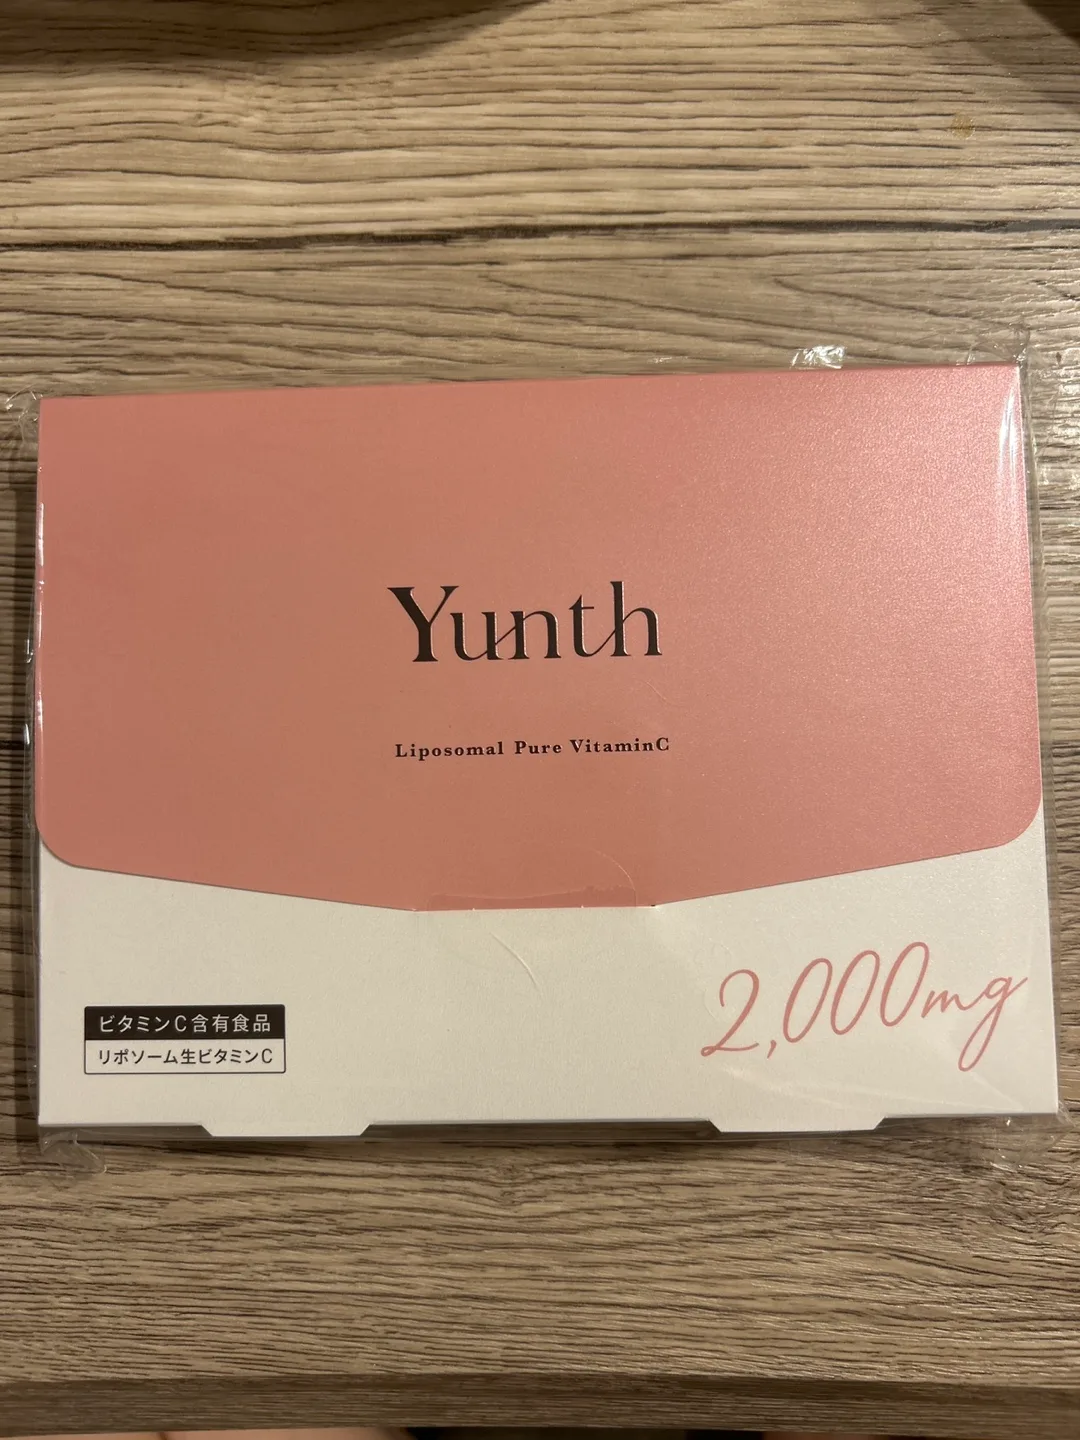 Yunth
Liposomal Pure VitaminC
2,000mg
ビタミンC含有食品
リポソーム生ビタミンC